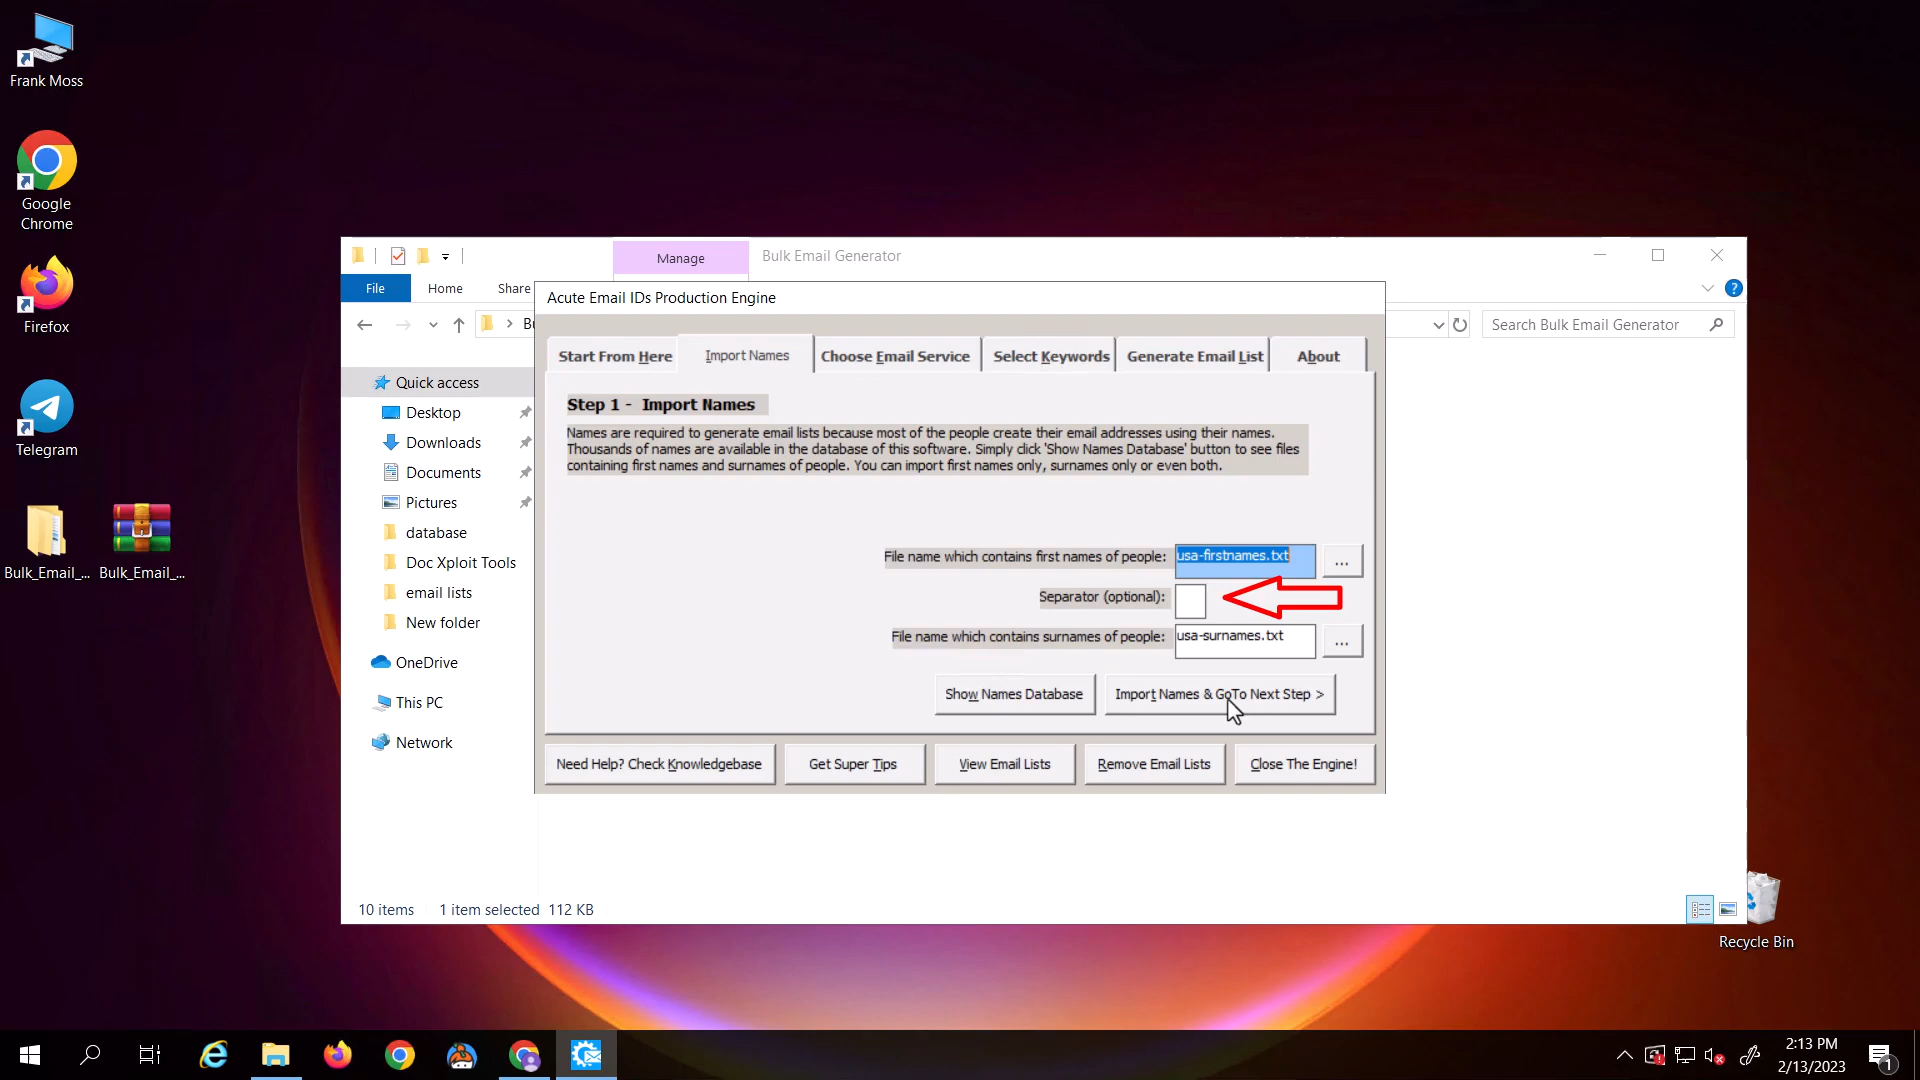 Frank Moss
Google
Chrome
Firefox
Telegram
Bulk_Email_...
Bulk_Email_...
Manage
Bulk Email Generator
File
Home
Share
Search Bulk Email Generator
Quick access
Desktop
Downloads
Documents
Pictures
database
Doc Xploit Tools
email lists
New folder
OneDrive
This PC
Network
10 items
1 item selected 112 KB
Acute Email IDs Production Engine
Start From Here
Import Names
Choose Email Service
Select Keywords
Generate Email List
About
Step 1 - Import Names
Names are required to generate email lists because most of the people create their email addresses using their names.
Thousands of names are available in the database of this software. Simply click 'Show Names Database' button to see files
containing first names and surnames of people. You can import first names only, surnames only or even both.
File name which contains first names of people:
usa-firstnames.txt
...
Separator (optional):
File name which contains surnames of people:
usa-surnames.txt
...
Show Names Database
Import Names & GoTo Next Step >
Need Help? Check Knowledgebase
Get Super Tips
View Email Lists
Remove Email Lists
Close The Engine!
Recycle Bin
2:13 PM
2/13/2023
1